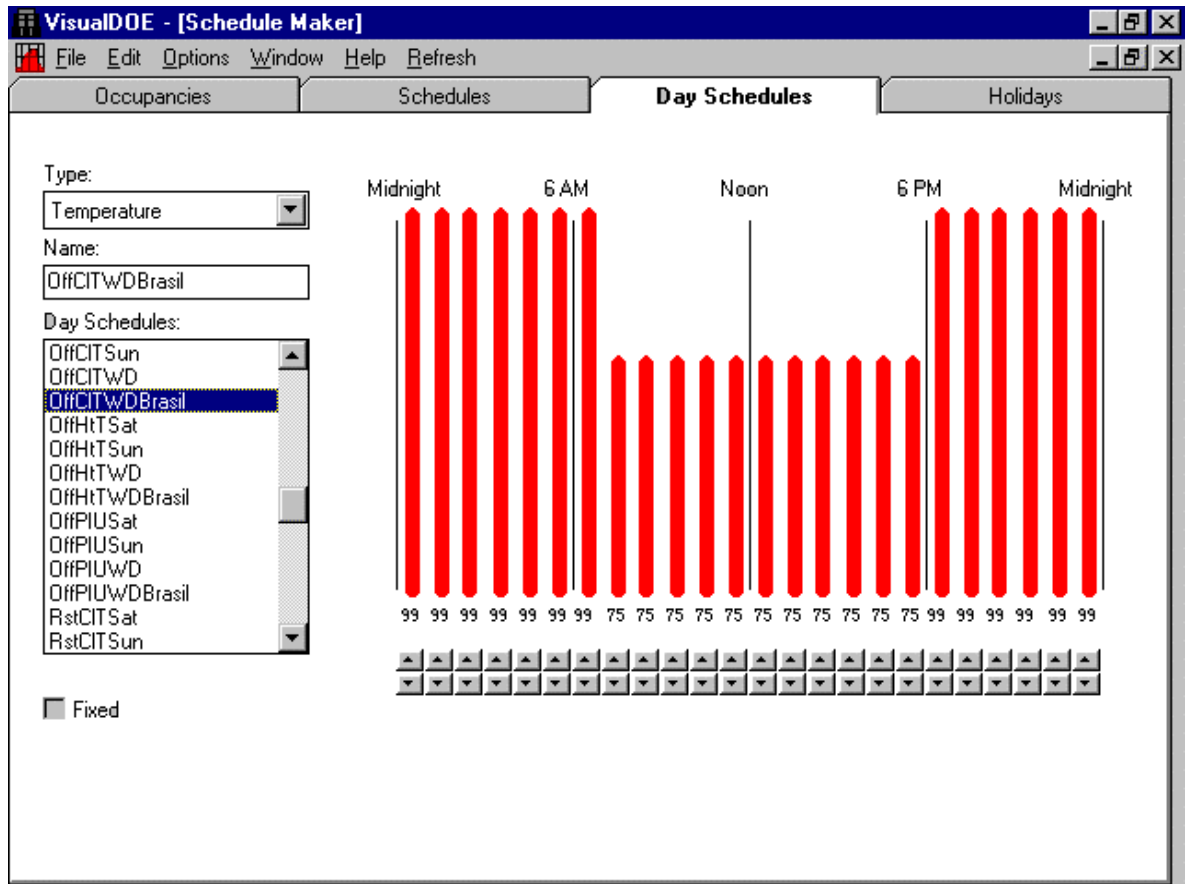 VisualDOE - [Schedule Maker]
File Edit Options Window Help Refresh
Occupancies Schedules Day Schedules Holidays
Type:
Temperature
Name:
OffClTWDBrasil
Day Schedules:
OffClTSun
OffClTWD
OffClTWDBrasil
OffHtTSat
OffHtTSun
OffHtTWD
OffHtTWDBrasil
OffPIUSat
OffPIUSun
OffPIUWD
OffPIUWDBrasil
RstClTSat
RstClTSun
Fixed
Midnight 6 AM Noon 6 PM Midnight
99 99 99 99 99 99 99 75 75 75 75 75 75 75 75 75 75 75 99 99 99 99 99 99